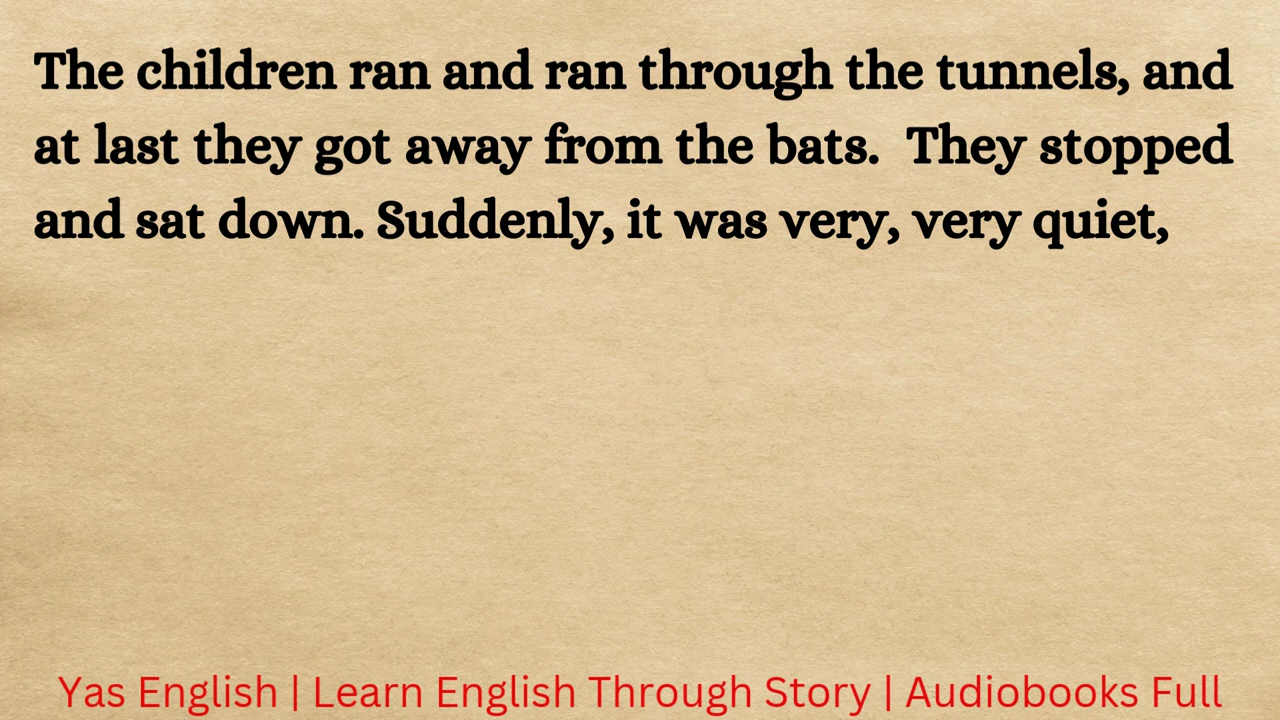 The children ran and ran through the tunnels, and
at last they got away from the bats.  They stopped
and sat down. Suddenly, it was very, very quiet,
Yas English | Learn English Through Story | Audiobooks Full